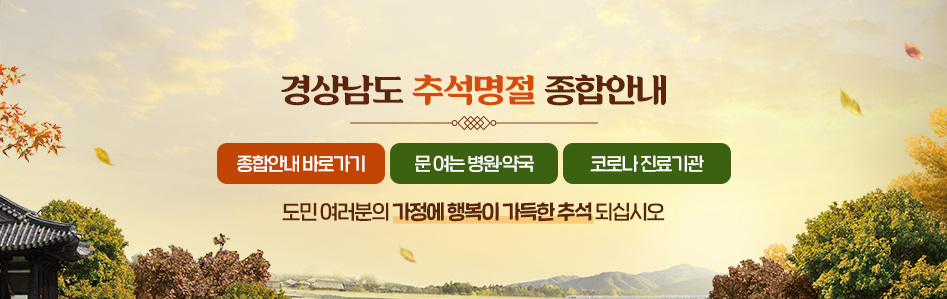 경상남도 추석명절 종합안내
종합안내 바로가기
문 여는 병원·약국
코로나 진료기관
도민 여러분의 가정에 행복이 가득한 추석 되십시오